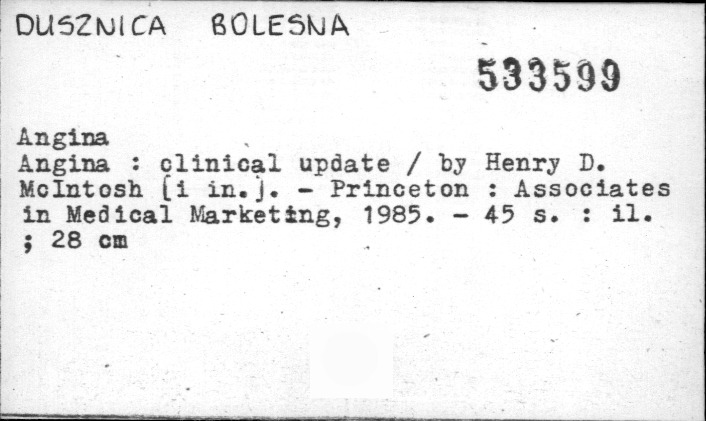 DUSZNICA BOLESNA
533599
Angina
Angina : clinical update / by Henry D.
McIntosh [i in.]. - Princeton : Associates
in Medical Marketing, 1985. - 45 s. : il.
; 28 cm